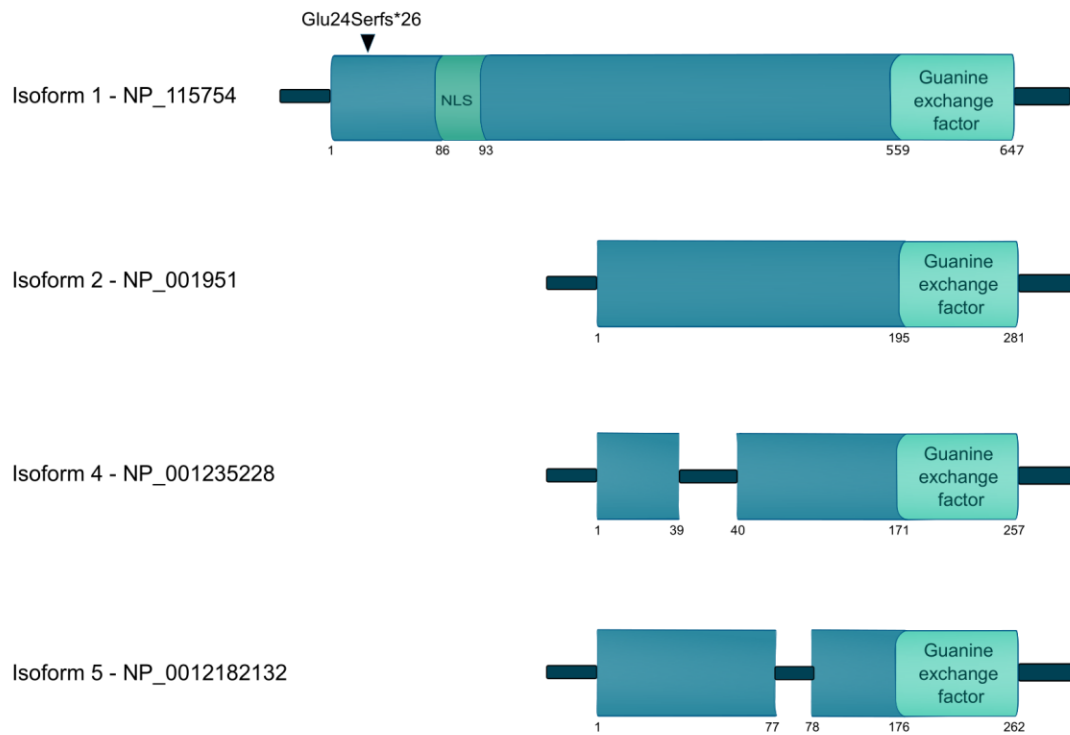 Glu24Serfs*26
Isoform 1 - NP_115754
NLS
Guanine
exchange
factor
1
86
93
559
647
Isoform 2 - NP_001951
Guanine
exchange
factor
1
195
281
Isoform 4 - NP_001235228
Guanine
exchange
factor
1
39
40
171
257
Isoform 5 - NP_0012182132
Guanine
exchange
factor
1
77
78
176
262